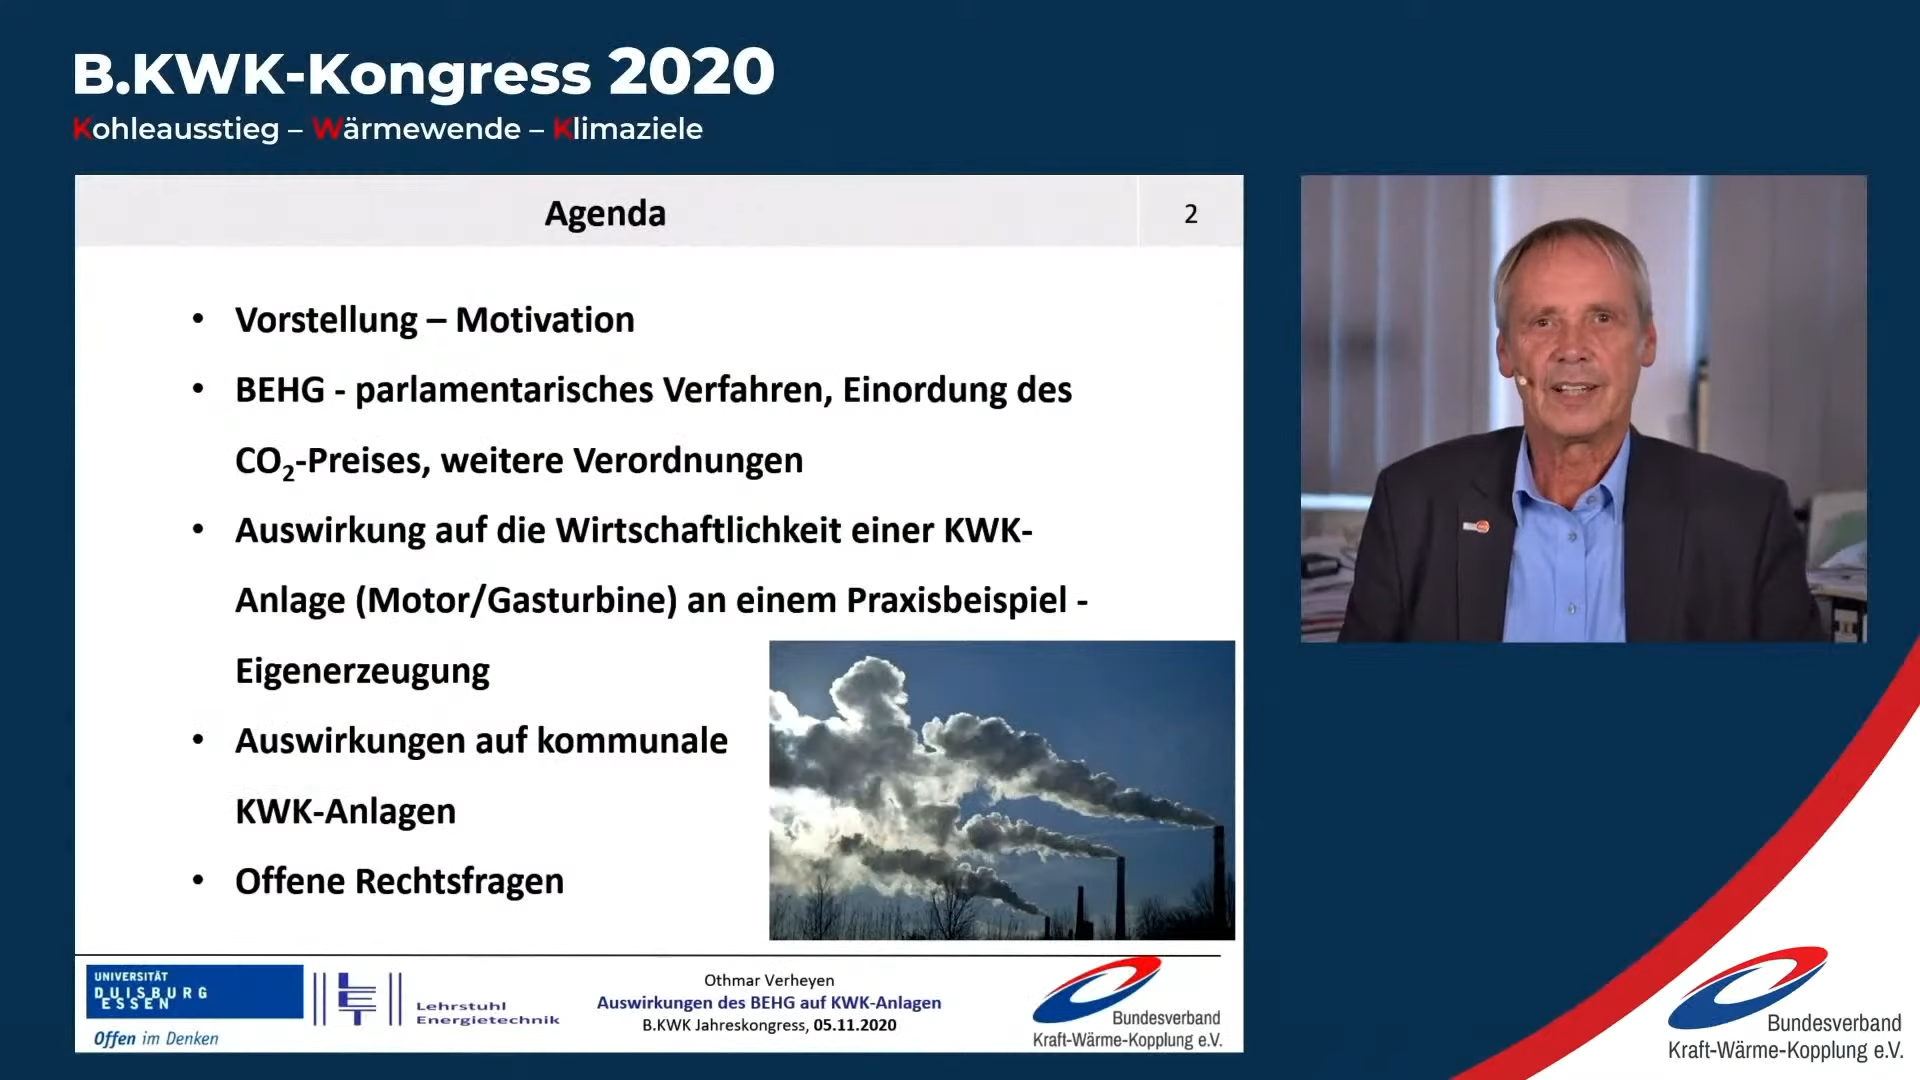 B.KWK-Kongress 2020
Kohleausstieg – Wärmewende – Klimaziele
Agenda
2
• Vorstellung – Motivation
• BEHG - parlamentarisches Verfahren, Einordung des
CO₂-Preises, weitere Verordnungen
• Auswirkung auf die Wirtschaftlichkeit einer KWK-
Anlage (Motor/Gasturbine) an einem Praxisbeispiel -
Eigenerzeugung
• Auswirkungen auf kommunale
KWK-Anlagen
• Offene Rechtsfragen
UNIVERSITÄT
DUISBURG
ESSEN
Offen im Denken
LET
Lehrstuhl
Energietechnik
Othmar Verheyen
Auswirkungen des BEHG auf KWK-Anlagen
B.KWK Jahreskongress, 05.11.2020
Bundesverband
Kraft-Wärme-Kopplung e.V.
Bundesverband
Kraft-Wärme-Kopplung e.V.